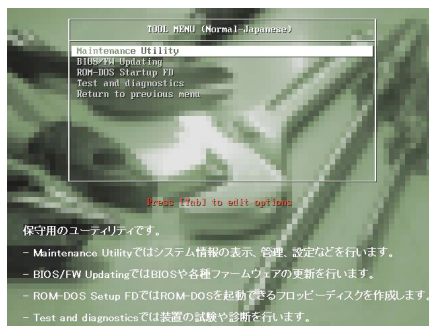 TOOL MENU (Normal-Japanese)
Maintenance Utility
BIOS/FW Updating
ROM-DOS Startup FD
Test and diagnostics
Return to previous menu
Press [Tab] to edit options
保守用のユーティリティです。
- Maintenance Utilityではシステム情報の表示、管理、設定などを行います。
- BIOS/FW UpdatingではBIOSや各種ファームウェアの更新を行います。
- ROM-DOS Setup FDではROM-DOSを起動できるフロッピーディスクを作成します。
- Test and diagnosticsでは装置の試験や診断を行います。